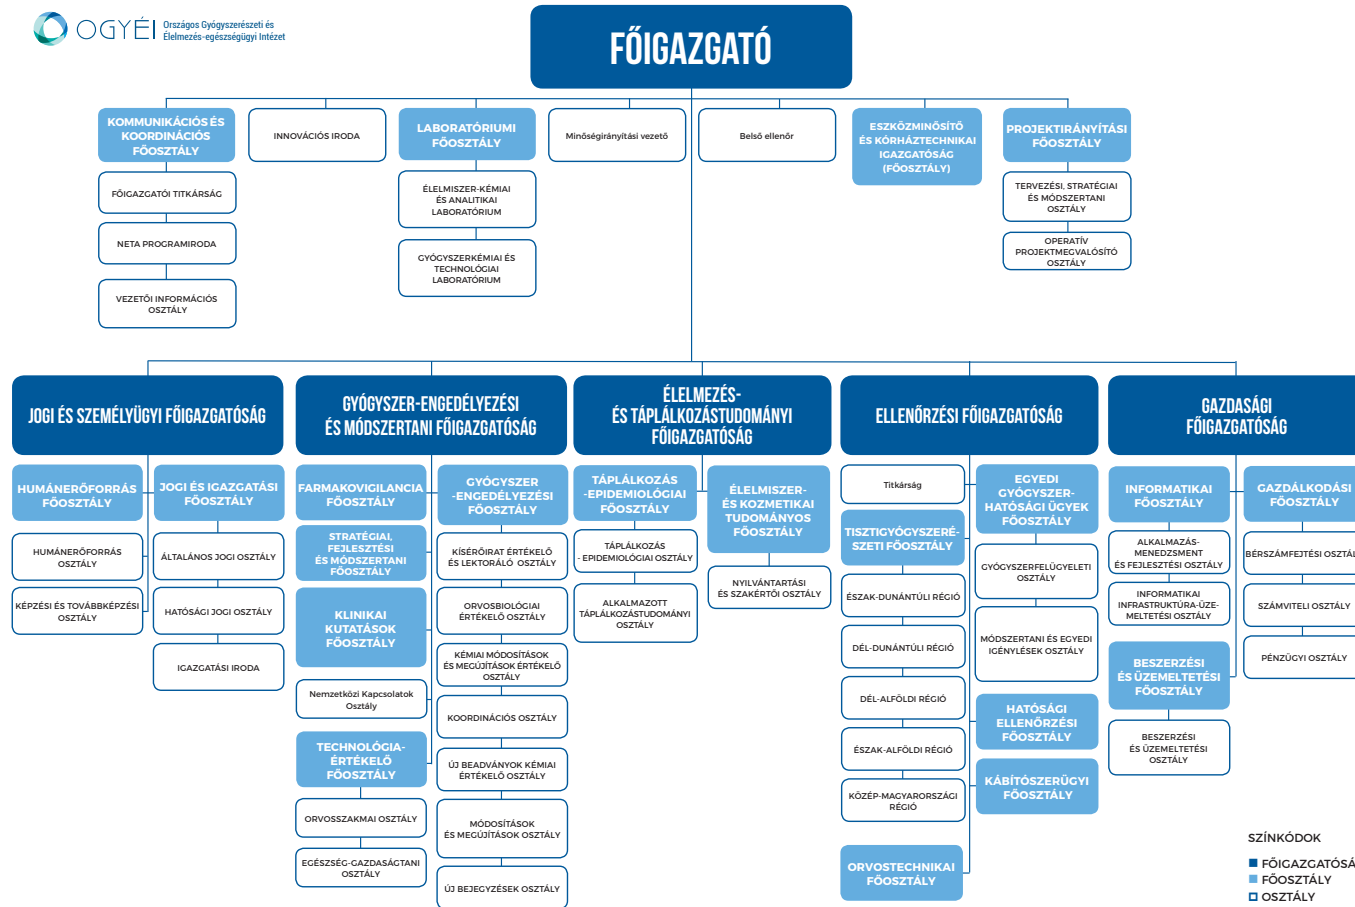 OGYÉI
Országos Gyógyszerészeti és
Élelmezés-egészségügyi Intézet
FŐIGAZGATÓ
KOMMUNIKÁCIÓS ÉS
KOORDINÁCIÓS
FŐOSZTÁLY
FŐIGAZGATÓI TITKÁRSÁG
NETA PROGRAMIRODA
VEZETŐI INFORMÁCIÓS
OSZTÁLY
INNOVÁCIÓS IRODA
LABORATÓRIUMI
FŐOSZTÁLY
ÉLELMISZER-KÉMIAI
ÉS ANALITIKAI
LABORATÓRIUM
GYÓGYSZERKÉMIAI ÉS
TECHNOLÓGIAI
LABORATÓRIUM
Minőségirányítási vezető
Belső ellenőr
ESZKÖZMINŐSÍTŐ
ÉS KÓRHÁZTECHNIKAI
IGAZGATÓSÁG
(FŐOSZTÁLY)
PROJEKTIRÁNYÍTÁSI
FŐOSZTÁLY
TERVEZÉSI, STRATÉGIAI
ÉS MÓDSZERTANI
OSZTÁLY
OPERATÍV
PROJEKTMEGVALÓSÍTÓ
OSZTÁLY
JOGI ÉS SZEMÉLYÜGYI FŐIGAZGATÓSÁG
HUMÁNERŐFORRÁS
FŐOSZTÁLY
HUMÁNERŐFORRÁS
OSZTÁLY
KÉPZÉSI ÉS TOVÁBBKÉPZÉSI
OSZTÁLY
JOGI ÉS IGAZGATÁSI
FŐOSZTÁLY
ÁLTALÁNOS JOGI OSZTÁLY
HATÓSÁGI JOGI OSZTÁLY
IGAZGATÁSI IRODA
GYÓGYSZER-ENGEDÉLYEZÉSI
ÉS MÓDSZERTANI FŐIGAZGATÓSÁG
FARMAKOVIGILANCIA
FŐOSZTÁLY
STRATÉGIAI,
FEJLESZTÉSI
ÉS MÓDSZERTANI
FŐOSZTÁLY
KLINIKAI
KUTATÁSOK
FŐOSZTÁLY
Nemzetközi Kapcsolatok
Osztály
TECHNOLÓGIA-
ÉRTÉKELŐ
FŐOSZTÁLY
ORVOSSZAKMAI OSZTÁLY
EGÉSZSÉG-GAZDASÁGTANI
OSZTÁLY
GYÓGYSZER
-ENGEDÉLYEZÉSI
FŐOSZTÁLY
KÍSÉRŐIRAT ÉRTÉKELŐ
ÉS LEKTORÁLÓ OSZTÁLY
ORVOSBIOLÓGIAI
ÉRTÉKELŐ OSZTÁLY
KÉMIAI MÓDOSÍTÁSOK
ÉS MEGÚJÍTÁSOK ÉRTÉKELŐ
OSZTÁLY
KOORDINÁCIÓS OSZTÁLY
ÚJ BEADVÁNYOK KÉMIAI
ÉRTÉKELŐ OSZTÁLY
MÓDOSÍTÁSOK
ÉS MEGÚJÍTÁSOK OSZTÁLY
ÚJ BEJEGYZÉSEK OSZTÁLY
ÉLELMEZÉS-
ÉS TÁPLÁLKOZÁSTUDOMÁNYI
FŐIGAZGATÓSÁG
TÁPLÁLKOZÁS
-EPIDEMIOLÓGIAI
FŐOSZTÁLY
TÁPLÁLKOZÁS
- EPIDEMIOLÓGIAI OSZTÁLY
ALKALMAZOTT
TÁPLÁLKOZÁSTUDOMÁNYI
OSZTÁLY
ÉLELMISZER-
ÉS KOZMETIKAI
TUDOMÁNYOS
FŐOSZTÁLY
NYILVÁNTARTÁSI
ÉS SZAKÉRTŐI OSZTÁLY
ELLENŐRZÉSI FŐIGAZGATÓSÁG
Titkárság
TISZTIGYÓGYSZERÉ-
SZETI FŐOSZTÁLY
ÉSZAK-DUNÁNTÚLI RÉGIÓ
DÉL-DUNÁNTÚLI RÉGIÓ
DÉL-ALFÖLDI RÉGIÓ
ÉSZAK-ALFÖLDI RÉGIÓ
KÖZÉP-MAGYARORSZÁGI
RÉGIÓ
ORVOSTECHNIKAI
FŐOSZTÁLY
EGYEDI
GYÓGYSZER-
HATÓSÁGI ÜGYEK
FŐOSZTÁLY
GYÓGYSZERFELÜGYELETI
OSZTÁLY
MÓDSZERTANI ÉS EGYEDI
IGÉNYLÉSEK OSZTÁLY
HATÓSÁGI
ELLENŐRZÉSI
FŐOSZTÁLY
KÁBÍTÓSZERÜGYI
FŐOSZTÁLY
GAZDASÁGI
FŐIGAZGATÓSÁG
INFORMATIKAI
FŐOSZTÁLY
ALKALMAZÁS-
MENEDZSMENT
ÉS FEJLESZTÉSI OSZTÁLY
INFORMATIKAI
INFRASTRUKTÚRA-ÜZE-
MELTETÉSI OSZTÁLY
BESZERZÉSI
ÉS ÜZEMELTETÉSI
FŐOSZTÁLY
BESZERZÉSI
ÉS ÜZEMELTETÉSI
OSZTÁLY
GAZDÁLKODÁSI
FŐOSZTÁLY
BÉRSZÁMFEJTÉSI OSZTÁLY
SZÁMVITELI OSZTÁLY
PÉNZÜGYI OSZTÁLY
SZÍNKÓDOK
FŐIGAZGATÓSÁ
FŐOSZTÁLY
OSZTÁLY